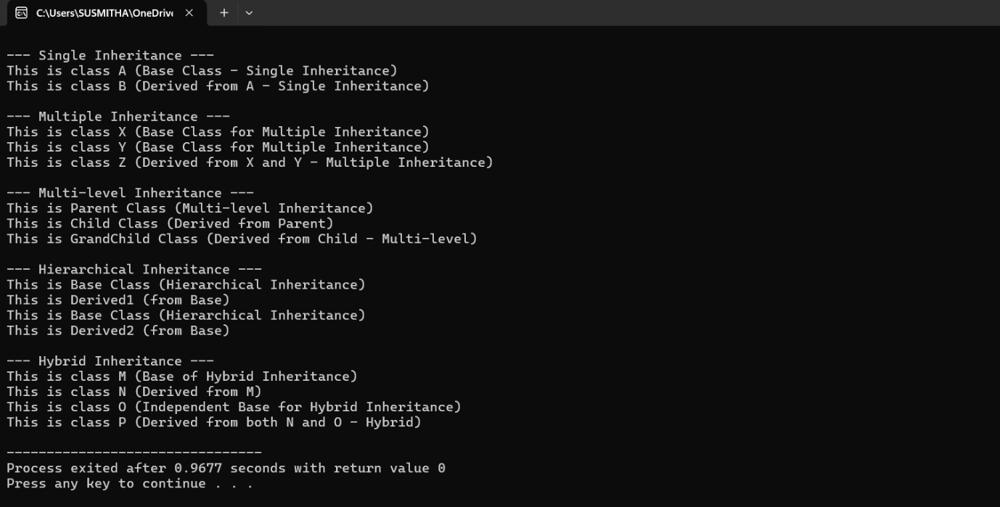 C:\Users\SUSMITHA\OneDrive
--- Single Inheritance ---
This is class A (Base Class - Single Inheritance)
This is class B (Derived from A - Single Inheritance)
--- Multiple Inheritance ---
This is class X (Base Class for Multiple Inheritance)
This is class Y (Base Class for Multiple Inheritance)
This is class Z (Derived from X and Y - Multiple Inheritance)
--- Multi-level Inheritance ---
This is Parent Class (Multi-level Inheritance)
This is Child Class (Derived from Parent)
This is GrandChild Class (Derived from Child - Multi-level)
--- Hierarchical Inheritance ---
This is Base Class (Hierarchical Inheritance)
This is Derived1 (from Base)
This is Base Class (Hierarchical Inheritance)
This is Derived2 (from Base)
--- Hybrid Inheritance ---
This is class M (Base of Hybrid Inheritance)
This is class N (Derived from M)
This is class O (Independent Base for Hybrid Inheritance)
This is class P (Derived from both N and O - Hybrid)
--------------------------------
Process exited after 0.9677 seconds with return value 0
Press any key to continue . . .